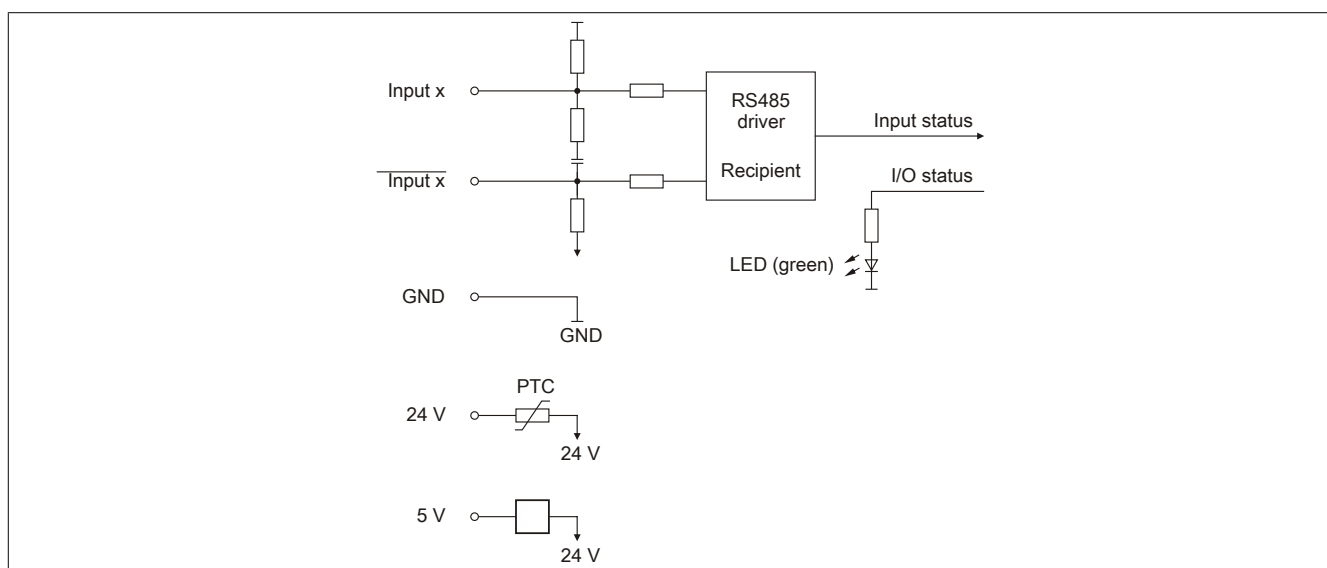 Input x
RS485
driver
Input status
Recipient
Input x
I/O status
LED (green)
GND
GND
PTC
24 V
24 V
5 V
24 V